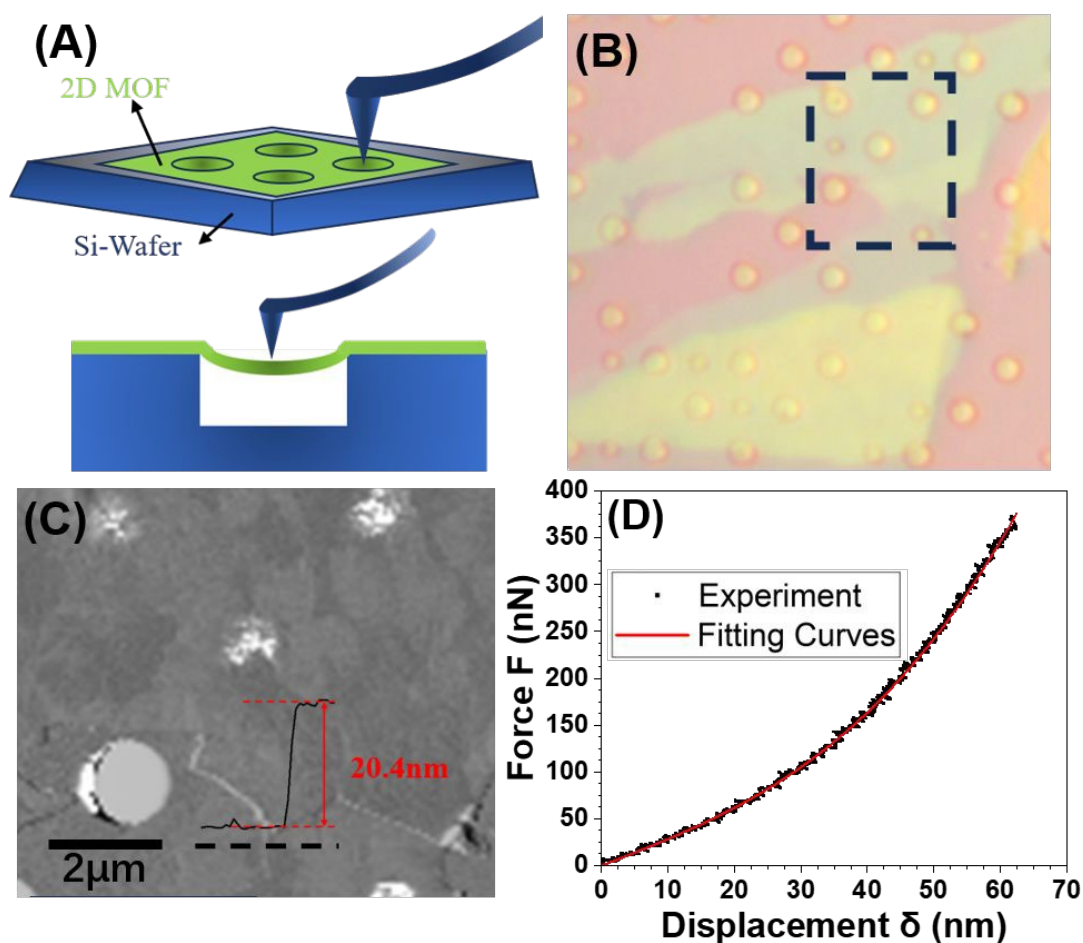 (A)
2D MOF
Si-Wafer
(B)
(C)
20.4nm
2μm
(D)
Experiment
Fitting Curves
Force F (nN)
400
350
300
250
200
150
100
50
0
0 10 20 30 40 50 60 70
Displacement δ (nm)